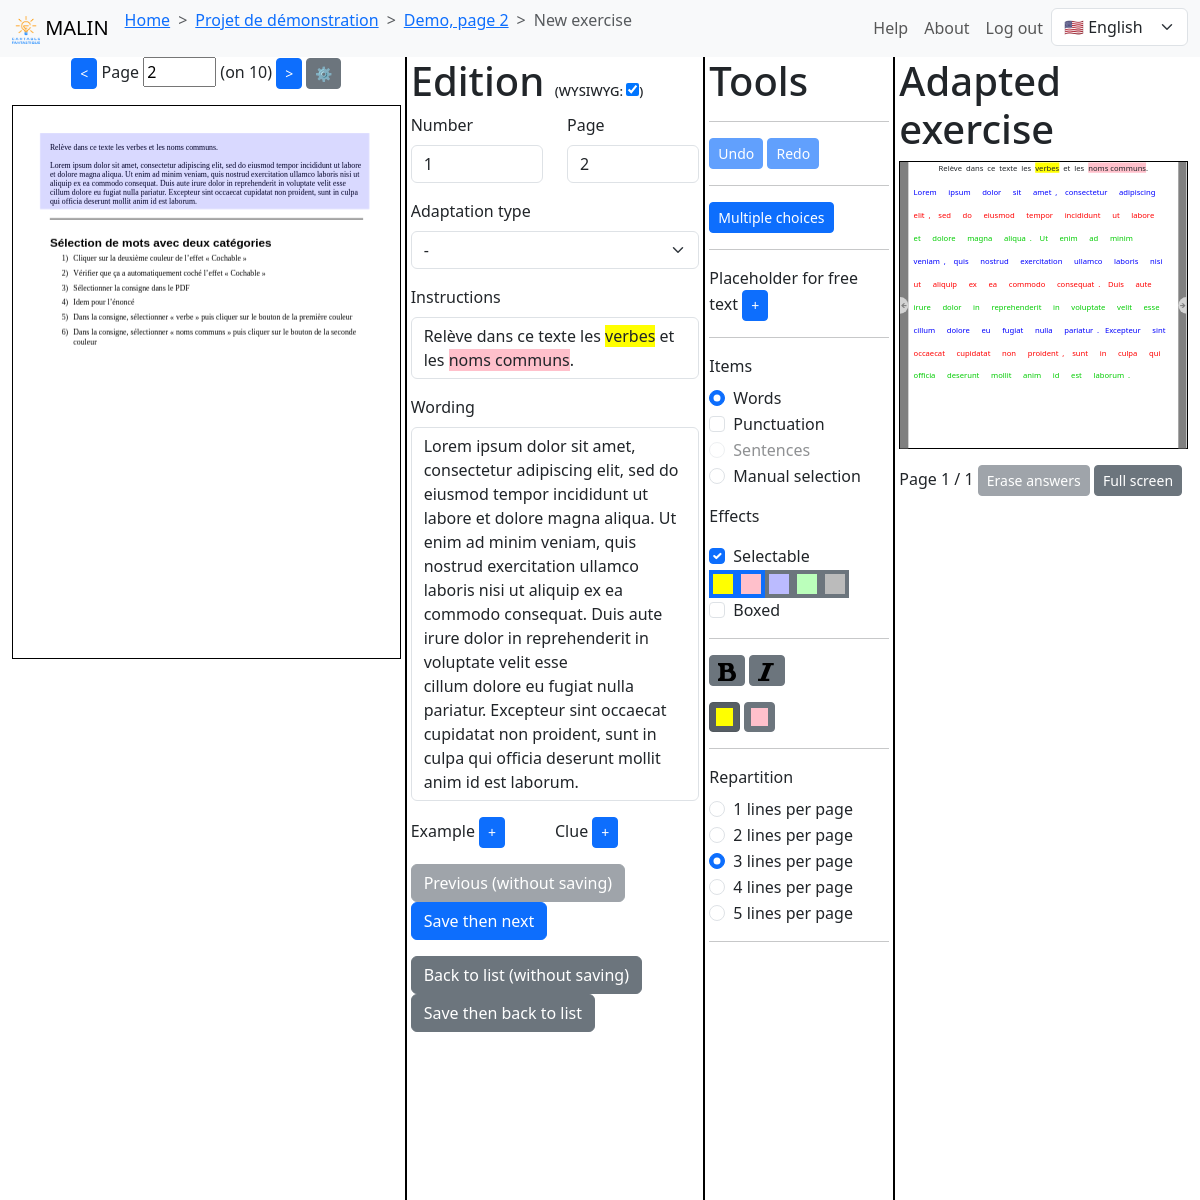 MALIN
Home > Projet de démonstration > Demo, page 2 > New exercise
Help About Log out 🇺🇸 English
< Page 2 (on 10) > ⚙️
Relève dans ce texte les verbes et les noms communs.
Lorem ipsum dolor sit amet, consectetur adipiscing elit, sed do eiusmod tempor incididunt ut labore
et dolore magna aliqua. Ut enim ad minim veniam, quis nostrud exercitation ullamco laboris nisi ut
aliquip ex ea commodo consequat. Duis aute irure dolor in reprehenderit in voluptate velit esse
cillum dolore eu fugiat nulla pariatur. Excepteur sint occaecat cupidatat non proident, sunt in culpa
qui officia deserunt mollit anim id est laborum.
Sélection de mots avec deux catégories
1) Cliquer sur la deuxième couleur de l’effet « Cochable »
2) Vérifier que ça a automatiquement coché l’effet « Cochable »
3) Sélectionner la consigne dans le PDF
4) Idem pour l’énoncé
5) Dans la consigne, sélectionner « verbe » puis cliquer sur le bouton de la première couleur
6) Dans la consigne, sélectionner « noms communs » puis cliquer sur le bouton de la seconde
couleur
Edition (WYSIWYG: )
Number Page
1 2
Adaptation type
-
Instructions
Relève dans ce texte les verbes et
les noms communs.
Wording
Lorem ipsum dolor sit amet,
consectetur adipiscing elit, sed do
eiusmod tempor incididunt ut
labore et dolore magna aliqua. Ut
enim ad minim veniam, quis
nostrud exercitation ullamco
laboris nisi ut aliquip ex ea
commodo consequat. Duis aute
irure dolor in reprehenderit in
voluptate velit esse
cillum dolore eu fugiat nulla
pariatur. Excepteur sint occaecat
cupidatat non proident, sunt in
culpa qui officia deserunt mollit
anim id est laborum.
Example + Clue +
Previous (without saving)
Save then next
Back to list (without saving)
Save then back to list
Tools
Undo Redo
Multiple choices
Placeholder for free
text +
Items
Words
Punctuation
Sentences
Manual selection
Effects
Selectable
Boxed
B I
Repartition
1 lines per page
2 lines per page
3 lines per page
4 lines per page
5 lines per page
Adapted
exercise
Relève dans ce texte les verbes et les noms communs.
Lorem ipsum dolor sit amet , consectetur adipiscing
elit , sed do eiusmod tempor incididunt ut labore
et dolore magna aliqua . Ut enim ad minim
veniam , quis nostrud exercitation ullamco laboris nisi
ut aliquip ex ea commodo consequat . Duis aute
irure dolor in reprehenderit in voluptate velit esse
cillum dolore eu fugiat nulla pariatur . Excepteur sint
occaecat cupidatat non proident , sunt in culpa qui
officia deserunt mollit anim id est laborum .
Page 1 / 1 Erase answers Full screen